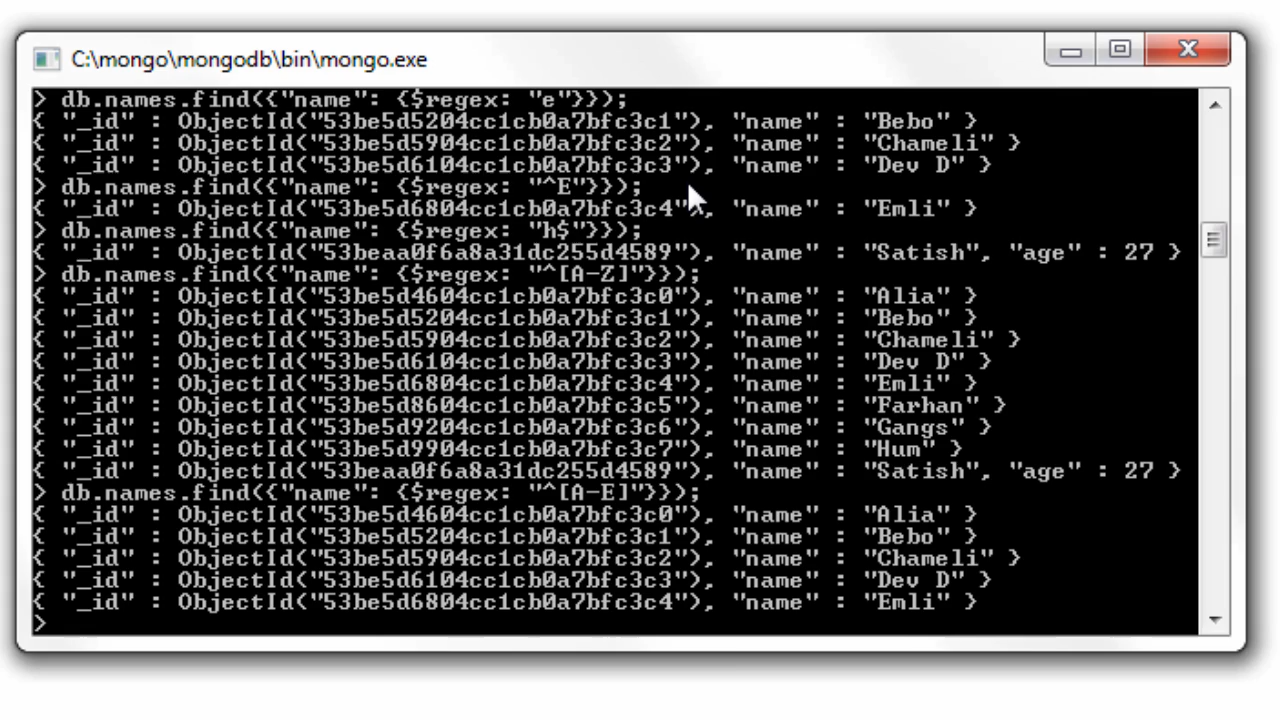 C:\mongo\mongodb\bin\mongo.exe
> db.names.find({"name": {$regex: "e"}});
{ "_id" : ObjectId("53be5d5204cc1cb0a7bfc3c1"), "name" : "Bebo" }
{ "_id" : ObjectId("53be5d5904cc1cb0a7bfc3c2"), "name" : "Chameli" }
{ "_id" : ObjectId("53be5d6104cc1cb0a7bfc3c3"), "name" : "Dev D" }
> db.names.find({"name": {$regex: "^E"}});
{ "_id" : ObjectId("53be5d6804cc1cb0a7bfc3c4"), "name" : "Emli" }
> db.names.find({"name": {$regex: "h$"}});
{ "_id" : ObjectId("53beaa0f6a8a31dc255d4589"), "name" : "Satish", "age" : 27 }
> db.names.find({"name": {$regex: "^[A-Z]"}});
{ "_id" : ObjectId("53be5d4604cc1cb0a7bfc3c0"), "name" : "Alia" }
{ "_id" : ObjectId("53be5d5204cc1cb0a7bfc3c1"), "name" : "Bebo" }
{ "_id" : ObjectId("53be5d5904cc1cb0a7bfc3c2"), "name" : "Chameli" }
{ "_id" : ObjectId("53be5d6104cc1cb0a7bfc3c3"), "name" : "Dev D" }
{ "_id" : ObjectId("53be5d6804cc1cb0a7bfc3c4"), "name" : "Emli" }
{ "_id" : ObjectId("53be5d8604cc1cb0a7bfc3c5"), "name" : "Farhan" }
{ "_id" : ObjectId("53be5d9204cc1cb0a7bfc3c6"), "name" : "Gangs" }
{ "_id" : ObjectId("53be5d9904cc1cb0a7bfc3c7"), "name" : "Hum" }
{ "_id" : ObjectId("53beaa0f6a8a31dc255d4589"), "name" : "Satish", "age" : 27 }
> db.names.find({"name": {$regex: "^[A-E]"}});
{ "_id" : ObjectId("53be5d4604cc1cb0a7bfc3c0"), "name" : "Alia" }
{ "_id" : ObjectId("53be5d5204cc1cb0a7bfc3c1"), "name" : "Bebo" }
{ "_id" : ObjectId("53be5d5904cc1cb0a7bfc3c2"), "name" : "Chameli" }
{ "_id" : ObjectId("53be5d6104cc1cb0a7bfc3c3"), "name" : "Dev D" }
{ "_id" : ObjectId("53be5d6804cc1cb0a7bfc3c4"), "name" : "Emli" }
>